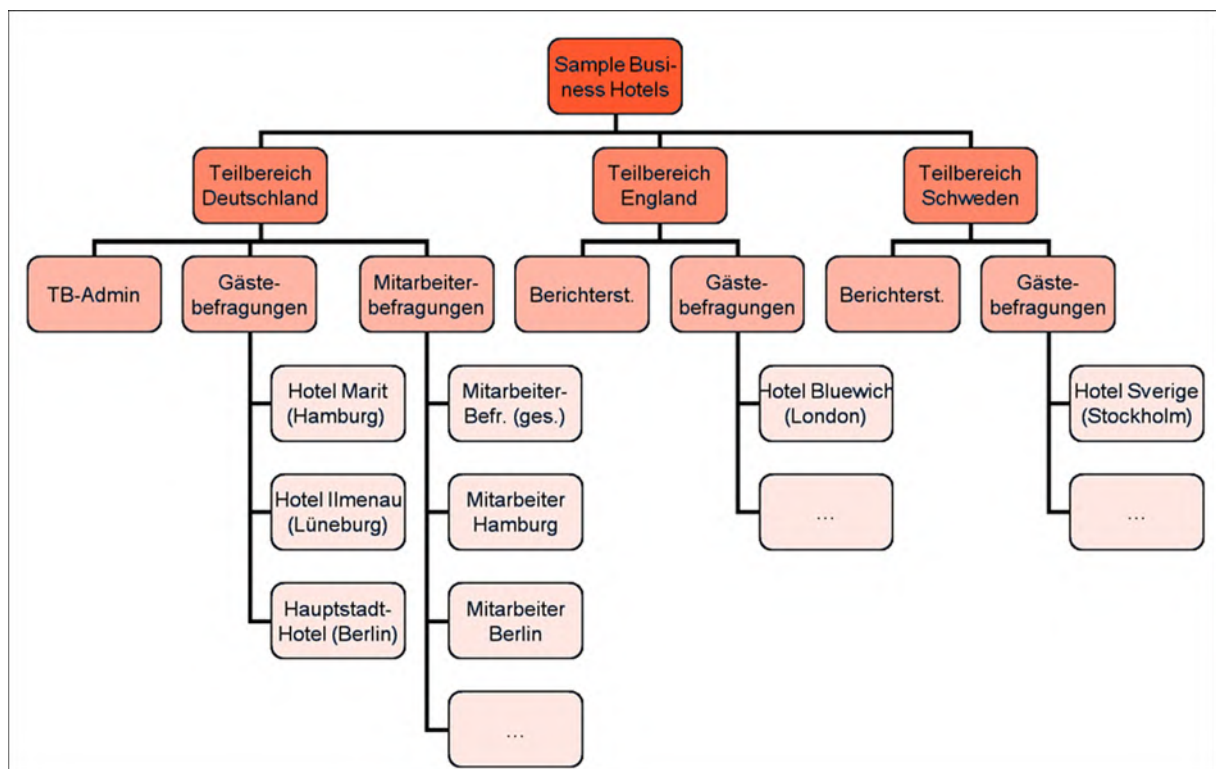 Sample Busi-
ness Hotels
Teilbereich
Deutschland
Teilbereich
England
Teilbereich
Schweden
TB-Admin
Gäste-
befragungen
Mitarbeiter-
befragungen
Berichterst.
Gäste-
befragungen
Berichterst.
Gäste-
befragungen
Hotel Marit
(Hamburg)
Mitarbeiter-
Befr. (ges.)
Hotel Bluewich
(London)
Hotel Sverige
(Stockholm)
Hotel Ilmenau
(Lüneburg)
Mitarbeiter
Hamburg
...
...
Hauptstadt-
Hotel (Berlin)
Mitarbeiter
Berlin
...